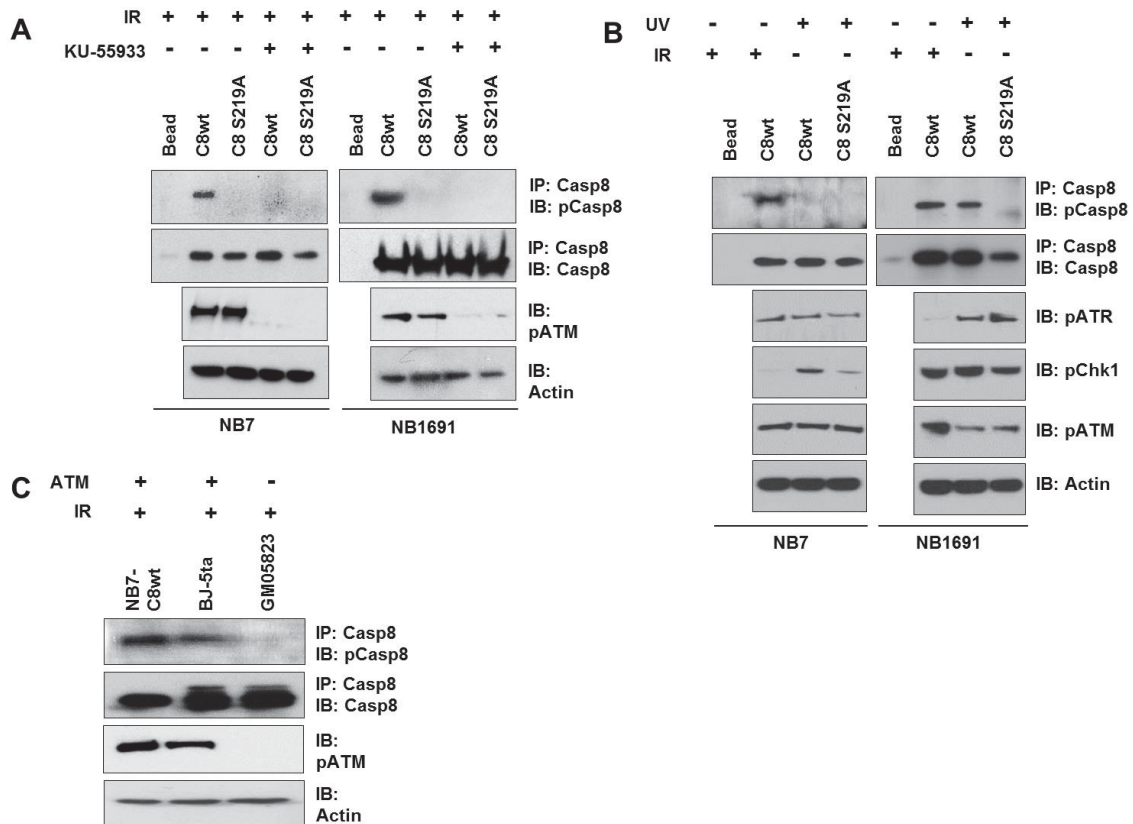 A
IR + + + + + + + + + +
KU-55933 - - - + + - - - + +
Bead C8wt C8 S219A C8wt C8 S219A Bead C8wt C8 S219A C8wt C8 S219A
IP: Casp8
IB: pCasp8
IP: Casp8
IB: Casp8
IB:
pATM
IB:
Actin
NB7 NB1691
B
UV - - + + - - + +
IR + + - - + + - -
Bead C8wt C8wt C8 S219A Bead C8wt C8wt C8 S219A
IP: Casp8
IB: pCasp8
IP: Casp8
IB: Casp8
IB: pATR
IB: pChk1
IB: pATM
IB: Actin
NB7 NB1691
C
ATM + + -
IR + + +
NB7-
C8wt BJ-5ta GM05823
IP: Casp8
IB: pCasp8
IP: Casp8
IB: Casp8
IB:
pATM
IB:
Actin